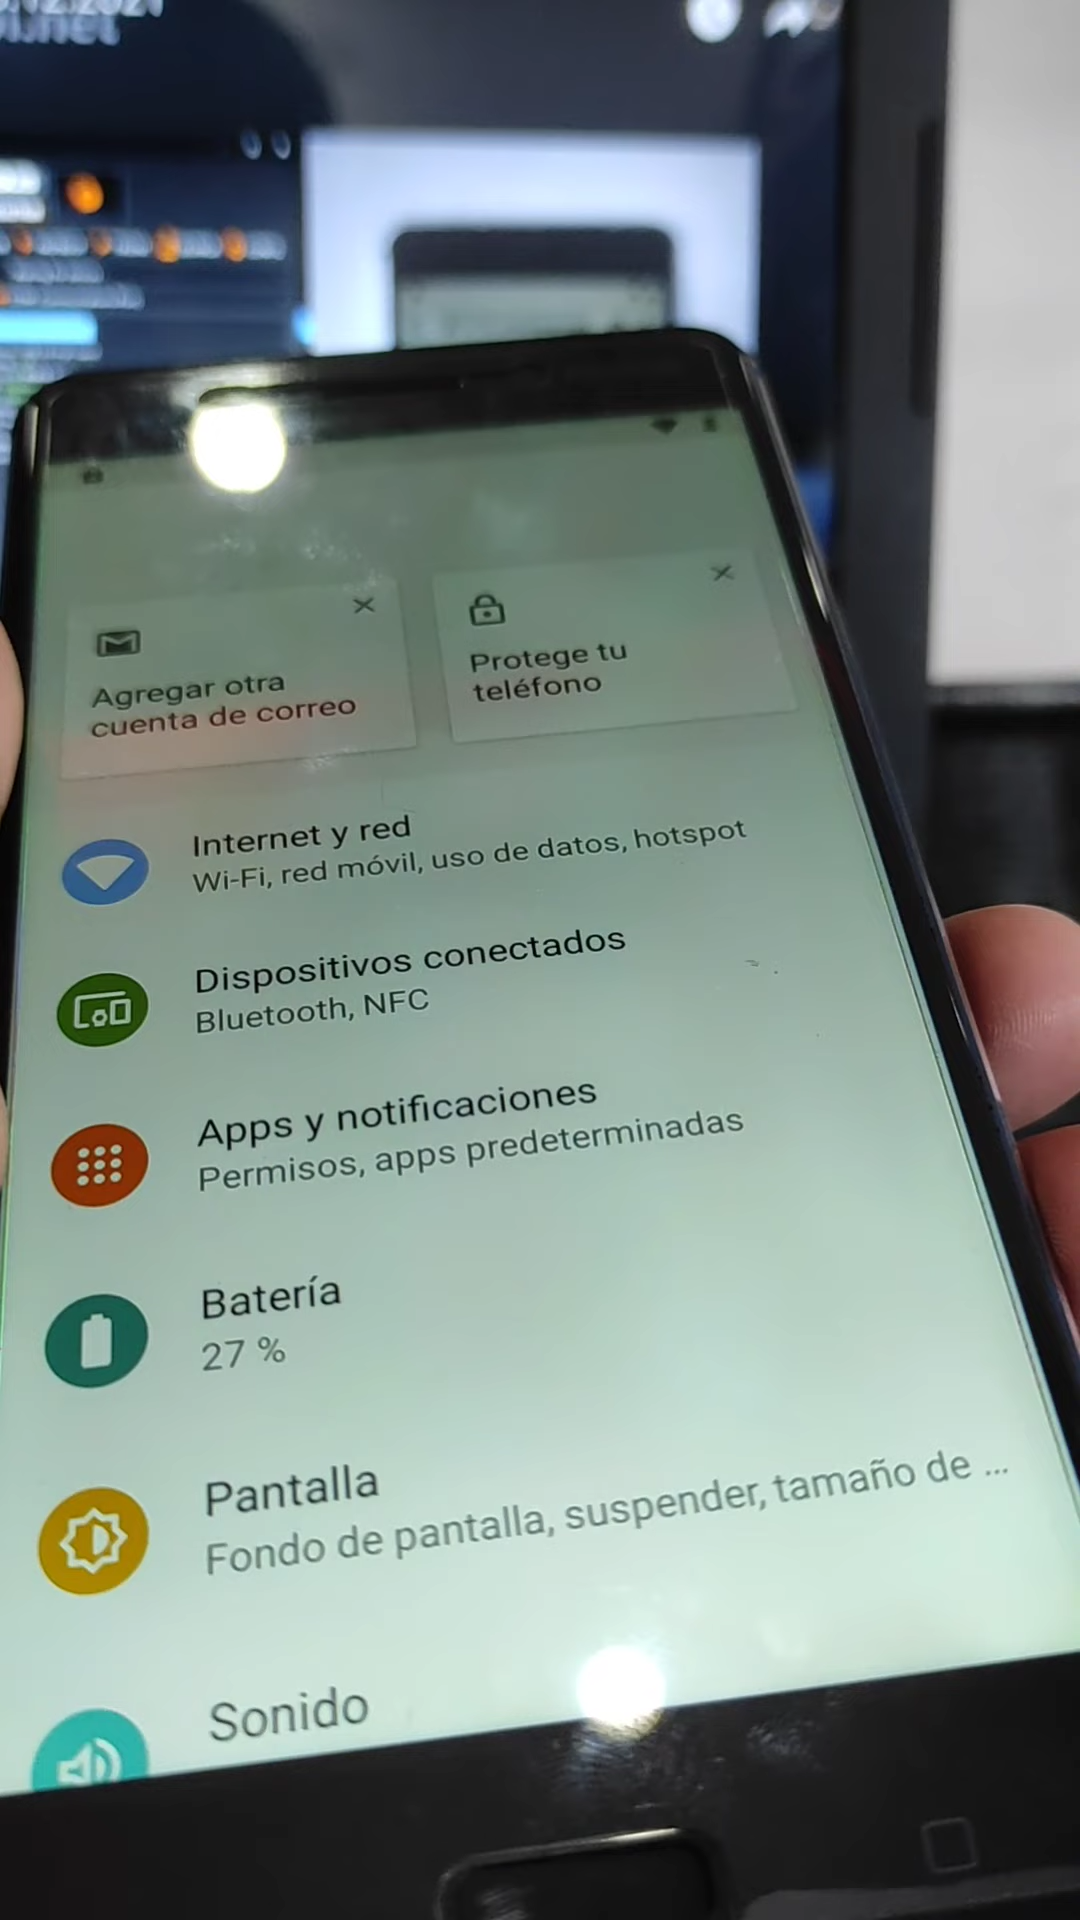 Agregar otra
cuenta de correo
Protege tu
teléfono
Internet y red
Wi-Fi, red móvil, uso de datos, hotspot
Dispositivos conectados
Bluetooth, NFC
Apps y notificaciones
Permisos, apps predeterminadas
Batería
27 %
Pantalla
Fondo de pantalla, suspender, tamaño de ...
Sonido